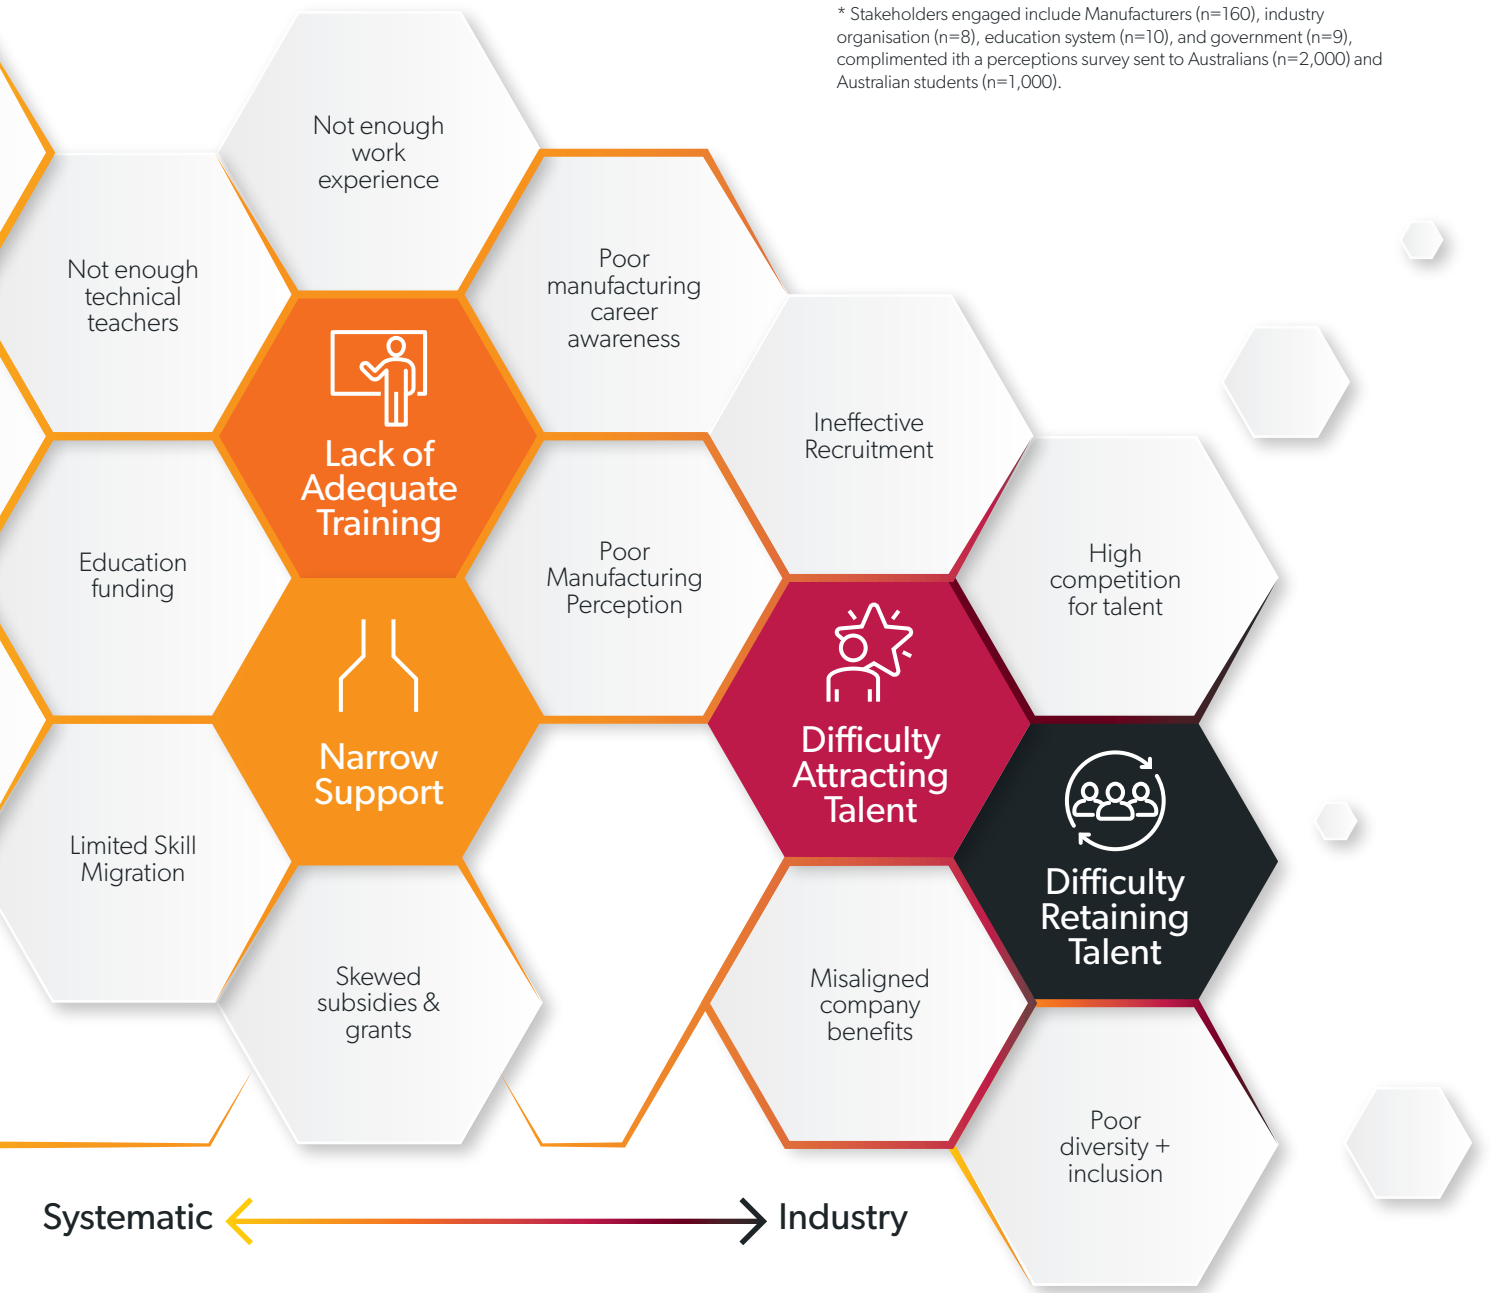 * Stakeholders engaged include Manufacturers (n=160), industry
organisation (n=8), education system (n=10), and government (n=9),
complimented ith a perceptions survey sent to Australians (n=2,000) and
Australian students (n=1,000).
Not enough
work
experience
Not enough
technical
teachers
Poor
manufacturing
career
awareness
Lack of
Adequate
Training
Ineffective
Recruitment
Education
funding
Poor
Manufacturing
Perception
High
competition
for talent
Narrow
Support
Difficulty
Attracting
Talent
Limited Skill
Migration
Difficulty
Retaining
Talent
Skewed
subsidies &
grants
Misaligned
company
benefits
Poor
diversity +
inclusion
Systematic
Industry